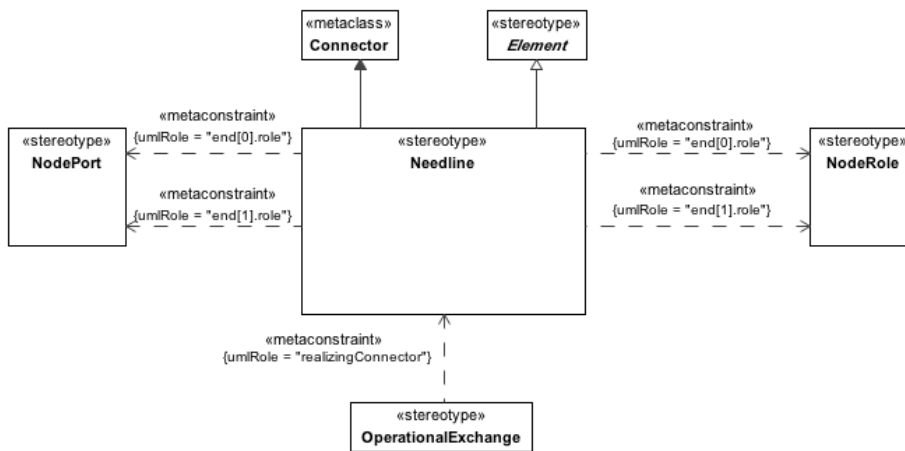 «metaclass»
Connector
«stereotype»
Element
«metaconstraint»
{umlRole = "end[0].role"}
«stereotype»
NodePort
«stereotype»
Needline
«metaconstraint»
{umlRole = "end[0].role"}
«stereotype»
NodeRole
«metaconstraint»
{umlRole = "end[1].role"}
«metaconstraint»
{umlRole = "end[1].role"}
«metaconstraint»
{umlRole = "realizingConnector"}
«stereotype»
OperationalExchange